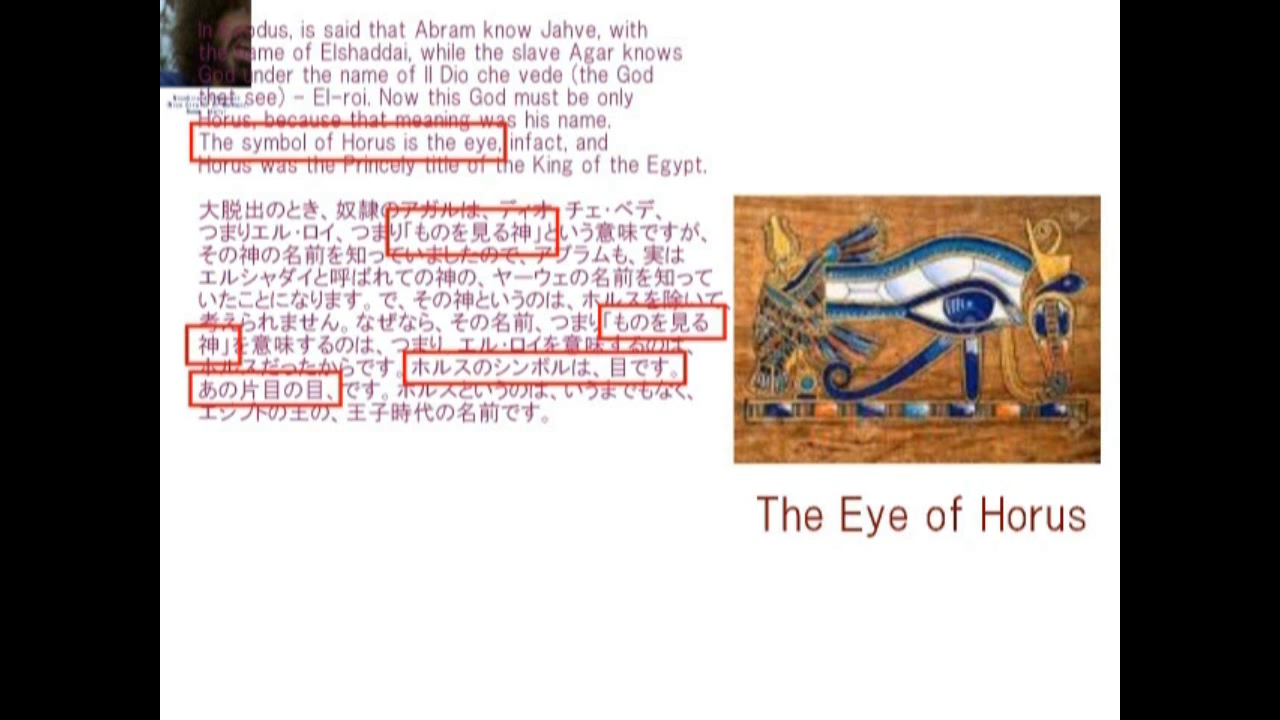 In Exodus, is said that Abram know Jahve, with
the name of Elshaddai, while the slave Agar knows
God under the name of Il Dio che vede (the God
that see) - El-roi. Now this God must be only
Horus, because that meaning was his name.
The symbol of Horus is the eye, infact, and
Horus was the Princely title of the King of the Egypt.
大脱出のとき、奴隷のアガルは、ディオ チェ・ベデ、
つまりエル・ロイ、つまり「ものを見る神」という意味ですが、
その神の名前を知っていましたので、アブラムも、実は
エルシャダイと呼ばれての神の、ヤーウェの名前を知って
いたことになります。で、その神というのは、ホルスを除いて、
考えられません。なぜなら、その名前、つまり「ものを見る
神」を意味するのは、つまり エル・ロイを意味するのは、
ホルスだったからです。ホルスのシンボルは、目です。
あの片目の目、です。ホルスというのは、いうまでもなく、
エジプトの王の、王子時代の名前です。
The Eye of Horus